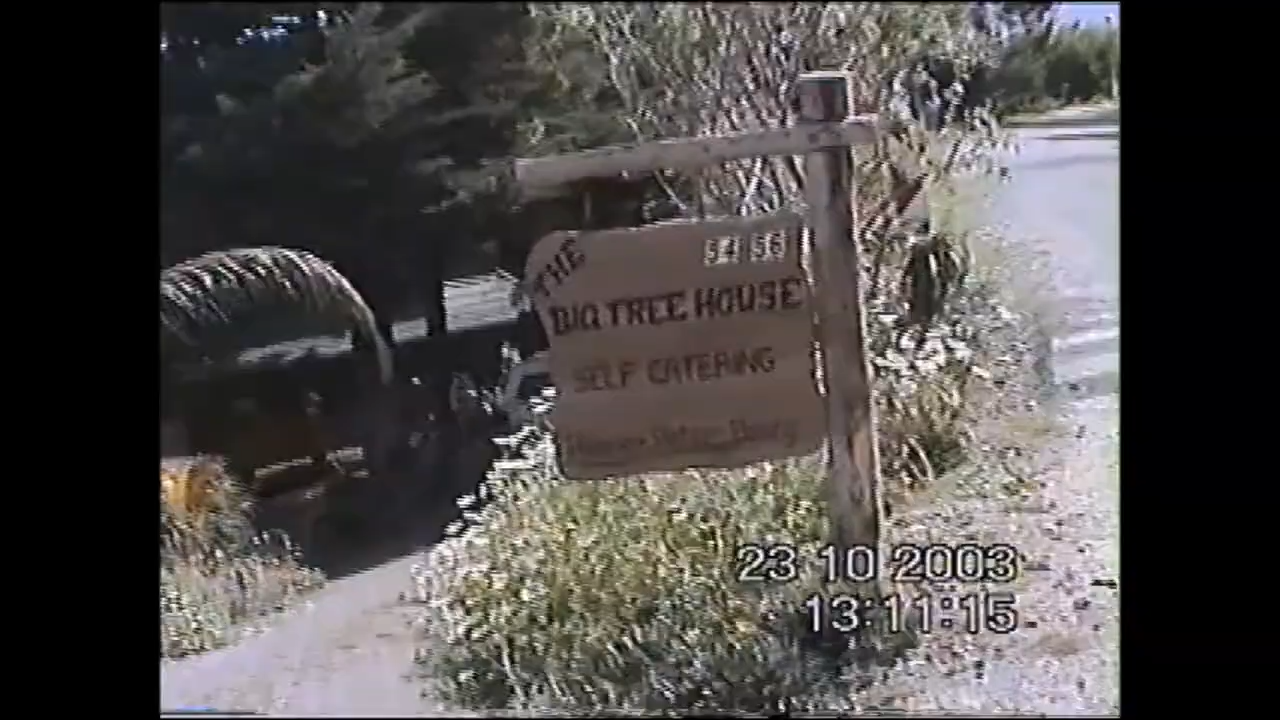 THE
54 56
BIG TREE HOUSE
SELF CATERING
23 10 2003
13:11:15